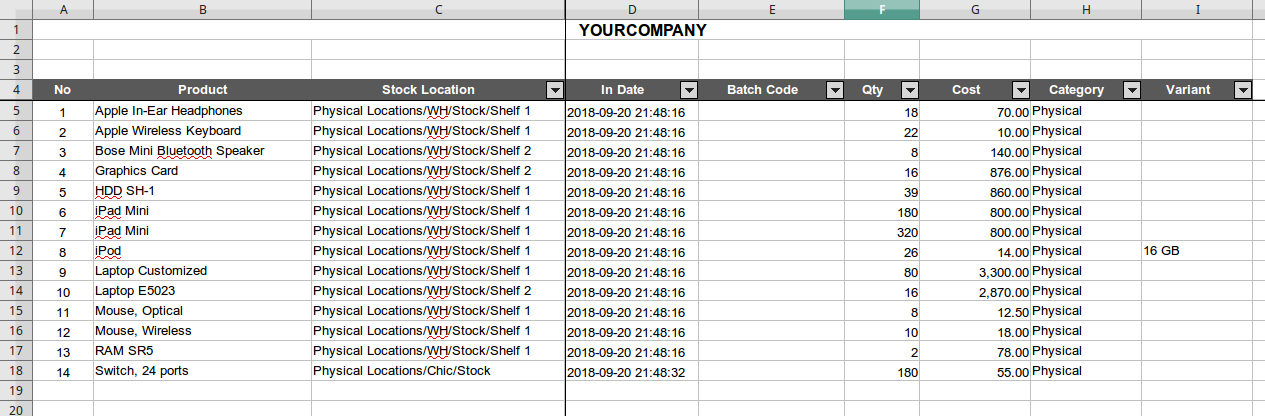 A B C D E F G H I
1 YOURCOMPANY
2
3
4 No Product Stock Location In Date Batch Code Qty Cost Category Variant
5 1 Apple In-Ear Headphones Physical Locations/WH/Stock/Shelf 1 2018-09-20 21:48:16 18 70.00 Physical
6 2 Apple Wireless Keyboard Physical Locations/WH/Stock/Shelf 1 2018-09-20 21:48:16 22 10.00 Physical
7 3 Bose Mini Bluetooth Speaker Physical Locations/WH/Stock/Shelf 2 2018-09-20 21:48:16 8 140.00 Physical
8 4 Graphics Card Physical Locations/WH/Stock/Shelf 2 2018-09-20 21:48:16 16 876.00 Physical
9 5 HDD SH-1 Physical Locations/WH/Stock/Shelf 1 2018-09-20 21:48:16 39 860.00 Physical
10 6 iPad Mini Physical Locations/WH/Stock/Shelf 1 2018-09-20 21:48:16 180 800.00 Physical
11 7 iPad Mini Physical Locations/WH/Stock/Shelf 1 2018-09-20 21:48:16 320 800.00 Physical
12 8 iPod Physical Locations/WH/Stock/Shelf 1 2018-09-20 21:48:16 26 14.00 Physical 16 GB
13 9 Laptop Customized Physical Locations/WH/Stock/Shelf 1 2018-09-20 21:48:16 80 3,300.00 Physical
14 10 Laptop E5023 Physical Locations/WH/Stock/Shelf 2 2018-09-20 21:48:16 16 2,870.00 Physical
15 11 Mouse, Optical Physical Locations/WH/Stock/Shelf 1 2018-09-20 21:48:16 8 12.50 Physical
16 12 Mouse, Wireless Physical Locations/WH/Stock/Shelf 1 2018-09-20 21:48:16 10 18.00 Physical
17 13 RAM SR5 Physical Locations/WH/Stock/Shelf 1 2018-09-20 21:48:16 2 78.00 Physical
18 14 Switch, 24 ports Physical Locations/Chic/Stock 2018-09-20 21:48:32 180 55.00 Physical
19
20